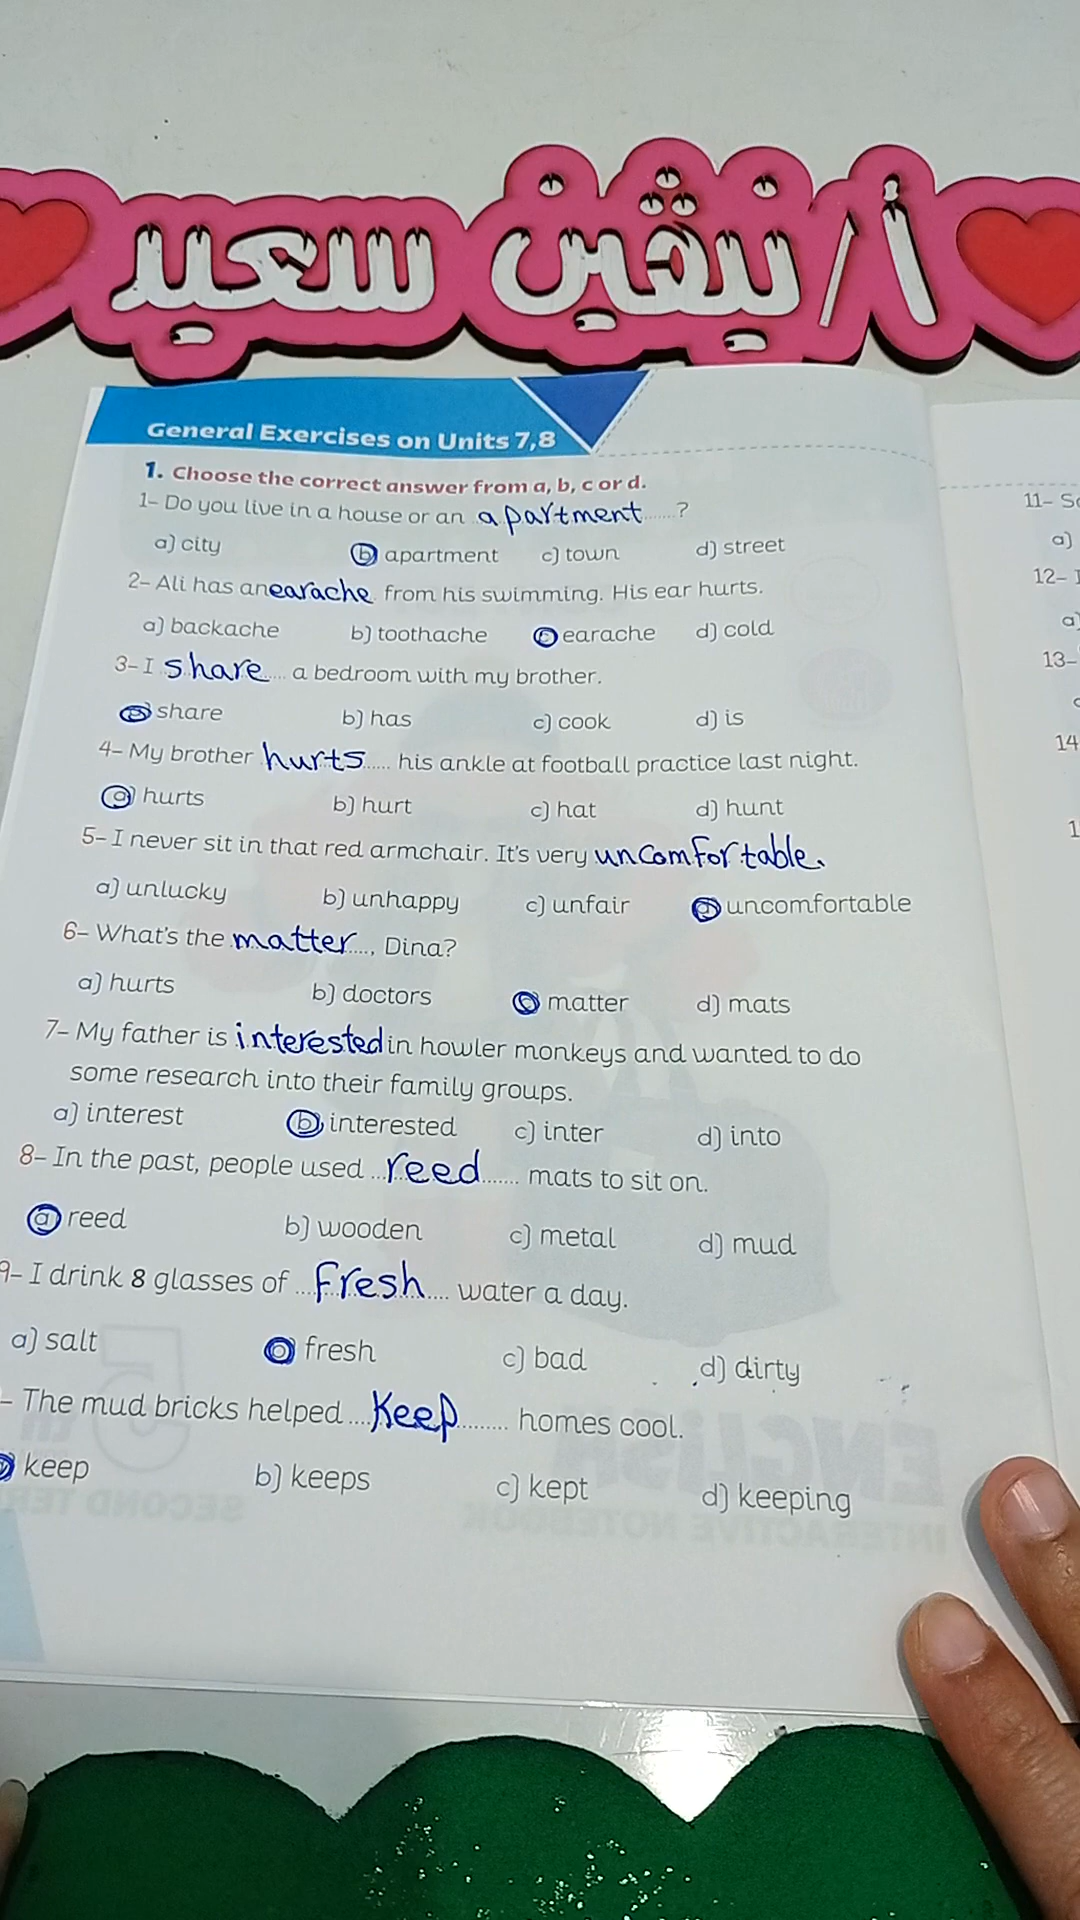 أ/ نيڤين سعيد
General Exercises on Units 7,8
1. Choose the correct answer from a, b, c or d.
1- Do you live in a house or an apartment ......?
a) city b) apartment c) town d) street
2- Ali has an earache from his swimming. His ear hurts.
a) backache b) toothache c) earache d) cold
3- I share ..... a bedroom with my brother.
a) share b) has c) cook d) is
4- My brother hurts ..... his ankle at football practice last night.
a) hurts b) hurt c) hat d) hunt
5- I never sit in that red armchair. It's very uncomfortable.
a) unlucky b) unhappy c) unfair d) uncomfortable
6- What's the matter ...., Dina?
a) hurts b) doctors c) matter d) mats
7- My father is interested in howler monkeys and wanted to do
some research into their family groups.
a) interest b) interested c) inter d) into
8- In the past, people used ... reed ...... mats to sit on.
a) reed b) wooden c) metal d) mud
9- I drink 8 glasses of ... fresh .... water a day.
a) salt b) fresh c) bad d) dirty
- The mud bricks helped .... Keep ........ homes cool.
keep b) keeps c) kept d) keeping
11- S
a)
12- I
a)
13-
c
14
1